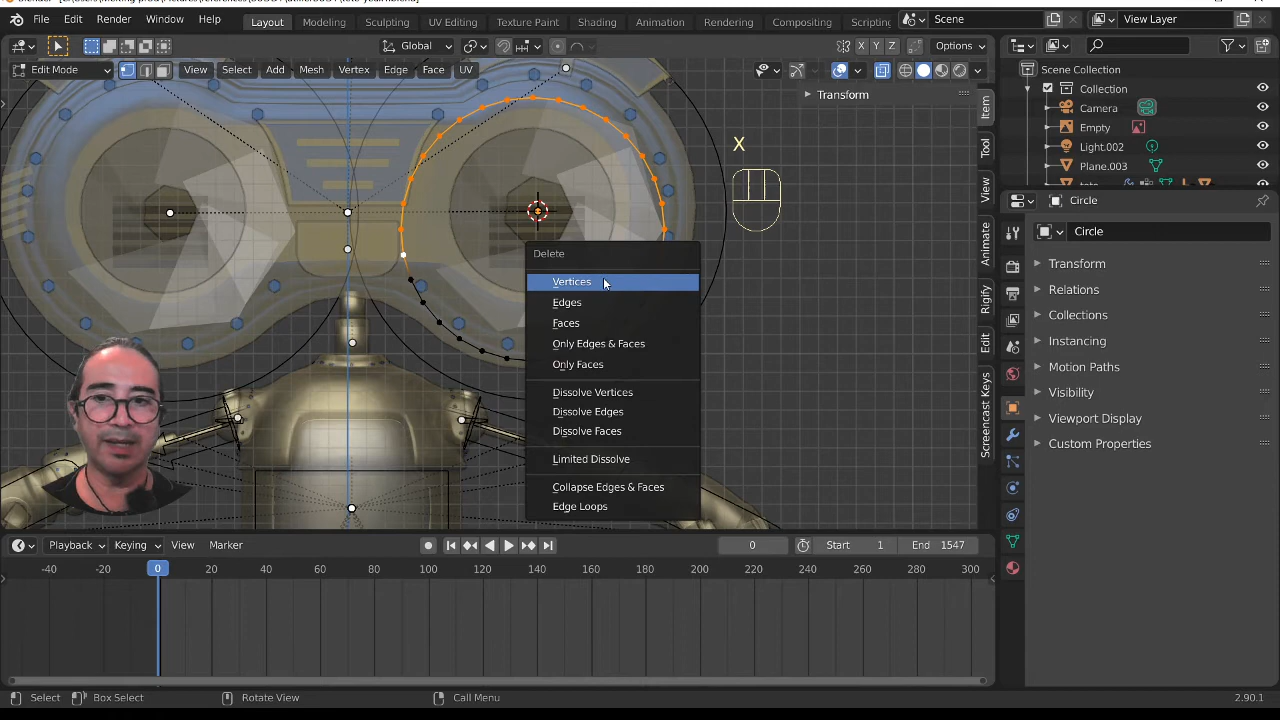 File Edit Render Window Help Layout Modeling Sculpting UV Editing Texture Paint Shading Animation Rendering Compositing Scripting Scene View Layer
Global X Y Z Options
Edit Mode View Select Add Mesh Vertex Edge Face UV
Transform
Item
Tool
View
Animate
Rigify
Edit
Screencast Keys
X
Delete
Vertices
Edges
Faces
Only Edges & Faces
Only Faces
Dissolve Vertices
Dissolve Edges
Dissolve Faces
Limited Dissolve
Collapse Edges & Faces
Edge Loops
Scene Collection
Collection
Camera
Empty
Light.002
Plane.003
Circle
Circle
Transform
Relations
Collections
Instancing
Motion Paths
Visibility
Viewport Display
Custom Properties
Playback Keying View Marker 0 Start 1 End 1547
-40 -20 0 20 40 60 80 100 120 140 160 180 200 220 240 260 280 300
Select Box Select Rotate View Call Menu 2.90.1